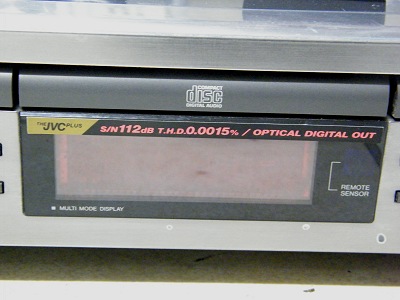 COMPACT
disc
DIGITAL AUDIO
THE JVC PLUS S/N 112dB T.H.D. 0.0015% / OPTICAL DIGITAL OUT
REMOTE
SENSOR
MULTI MODE DISPLAY